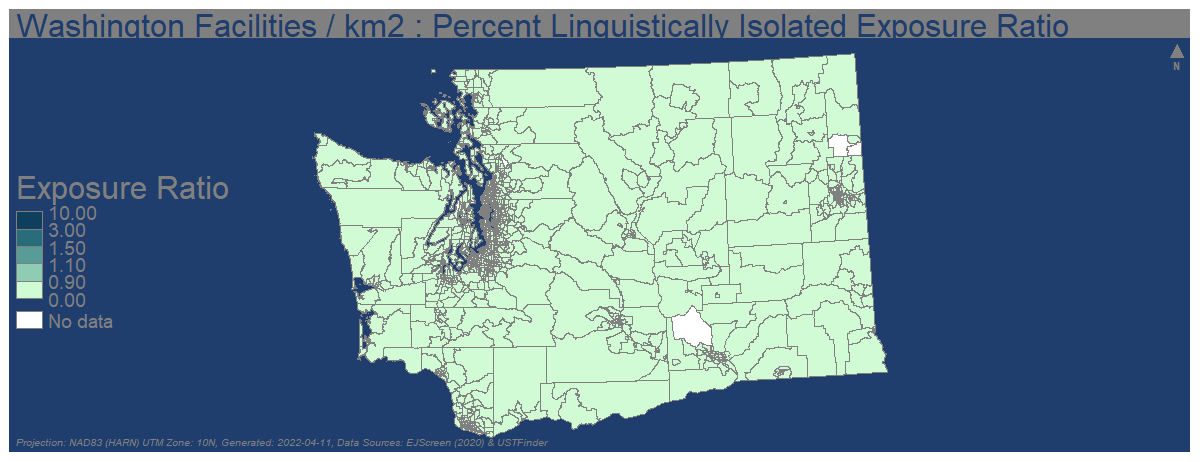 Washington Facilities / km2 : Percent Linguistically Isolated Exposure Ratio
N
Exposure Ratio
10.00
3.00
1.50
1.10
0.90
0.00
No data
Projection: NAD83 (HARN) UTM Zone: 10N, Generated: 2022-04-11, Data Sources: EJScreen (2020) & USTFinder